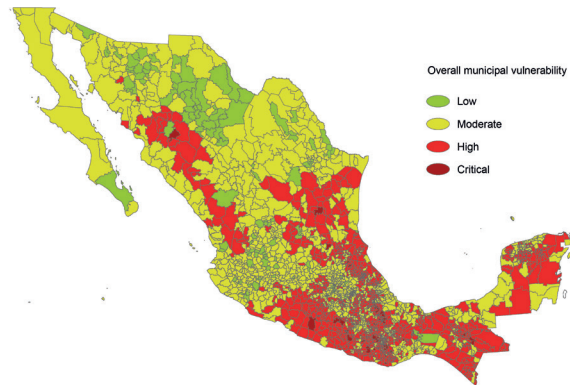 Overall municipal vulnerability
Low
Moderate
High
Critical